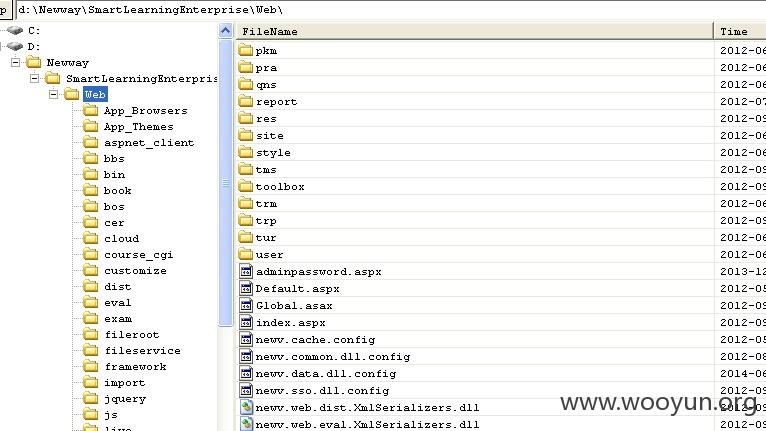 p d:\Newway\SmartLearningEnterprise\Web\
C:
D:
Newway
SmartLearningEnterpris
Web
App_Browsers
App_Themes
aspnet_client
bbs
bin
book
bos
cer
cloud
course_cgi
customize
dist
eval
exam
fileroot
fileservice
framework
import
jquery
js
FileName Time
pkm 2012-06
pra 2012-06
qns 2012-06
report 2012-07
res 2012-09
site 2012-06
style 2012-06
tms 2012-09
toolbox 2012-06
trm 2012-06
trp 2012-09
tur 2012-06
user 2012-06
adminpassword.aspx 2013-12
Default.aspx 2012-05
Global.asax 2012-09
index.aspx 2012-09
newv.cache.config 2012-05
newv.common.dll.config 2012-08
newv.data.dll.config 2014-06
newv.sso.dll.config 2012-09
newv.web.dist.XmlSerializers.dll
newv.web.eval.XmlSerializers.dll 2012-09
www.wooyun.org